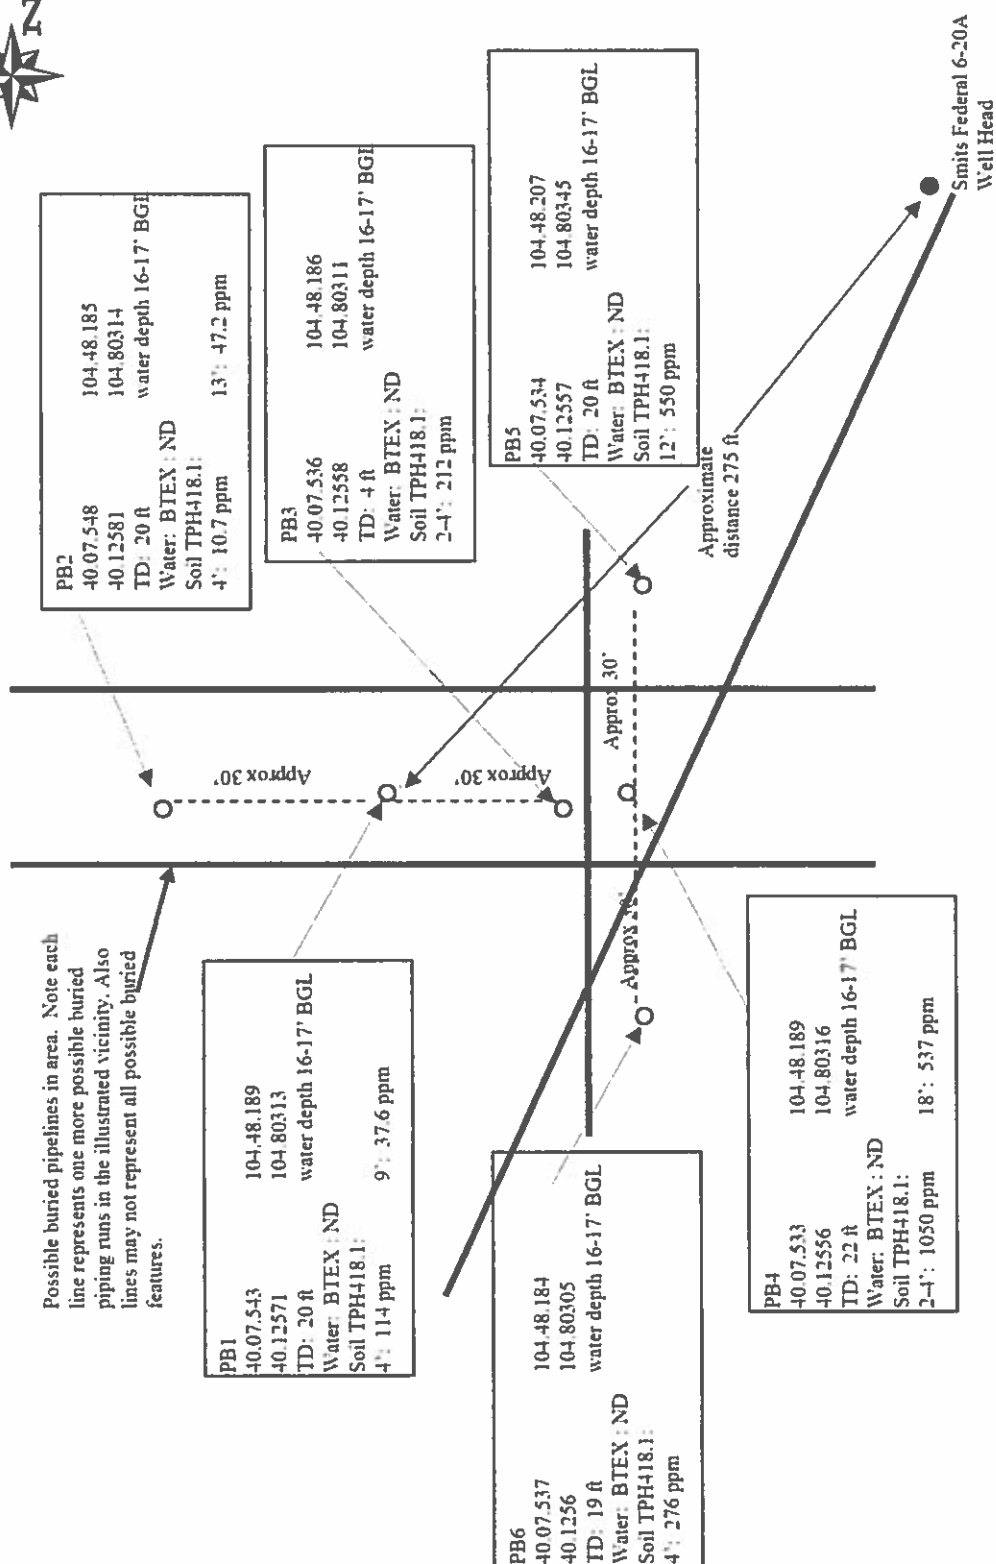 N
Possible buried pipelines in area. Note each
line represents one more possible buried
piping runs in the illustrated vicinity. Also
lines may not represent all possible buried
features.
PB2
40.07.548 104.48.185
40.12581 104.80314
TD: 20 ft water depth 16-17' BGL
Water: BTEX : ND
Soil TPH418.1:
4': 10.7 ppm 13': 47.2 ppm
PB1
40.07.543 104.48.189
40.12571 104.80313
TD: 20 ft water depth 16-17' BGL
Water: BTEX : ND
Soil TPH418.1:
4': 114 ppm 9': 37.6 ppm
PB3
40.07.536 104.48.186
40.12558 104.80311
TD: 4 ft water depth 16-17' BGL
Water: BTEX : ND
Soil TPH418.1:
2-4': 212 ppm
Approx 30'
Approx 30'
PB6
40.07.537 104.48.184
40.1256 104.80305
TD: 19 ft water depth 16-17' BGL
Water: BTEX : ND
Soil TPH418.1:
4': 276 ppm
PB5
40.07.534 104.48.207
40.12557 104.80345
TD: 20 ft water depth 16-17' BGL
Water: BTEX : ND
Soil TPH418.1:
12': 550 ppm
Approx 30'
Approx
Approximate
distance 275 ft
PB4
40.07.533 104.48.189
40.12556 104.80316
TD: 22 ft water depth 16-17' BGL
Water: BTEX : ND
Soil TPH418.1:
2-4': 1050 ppm 18': 537 ppm
Smits Federal 6-20A
Well Head